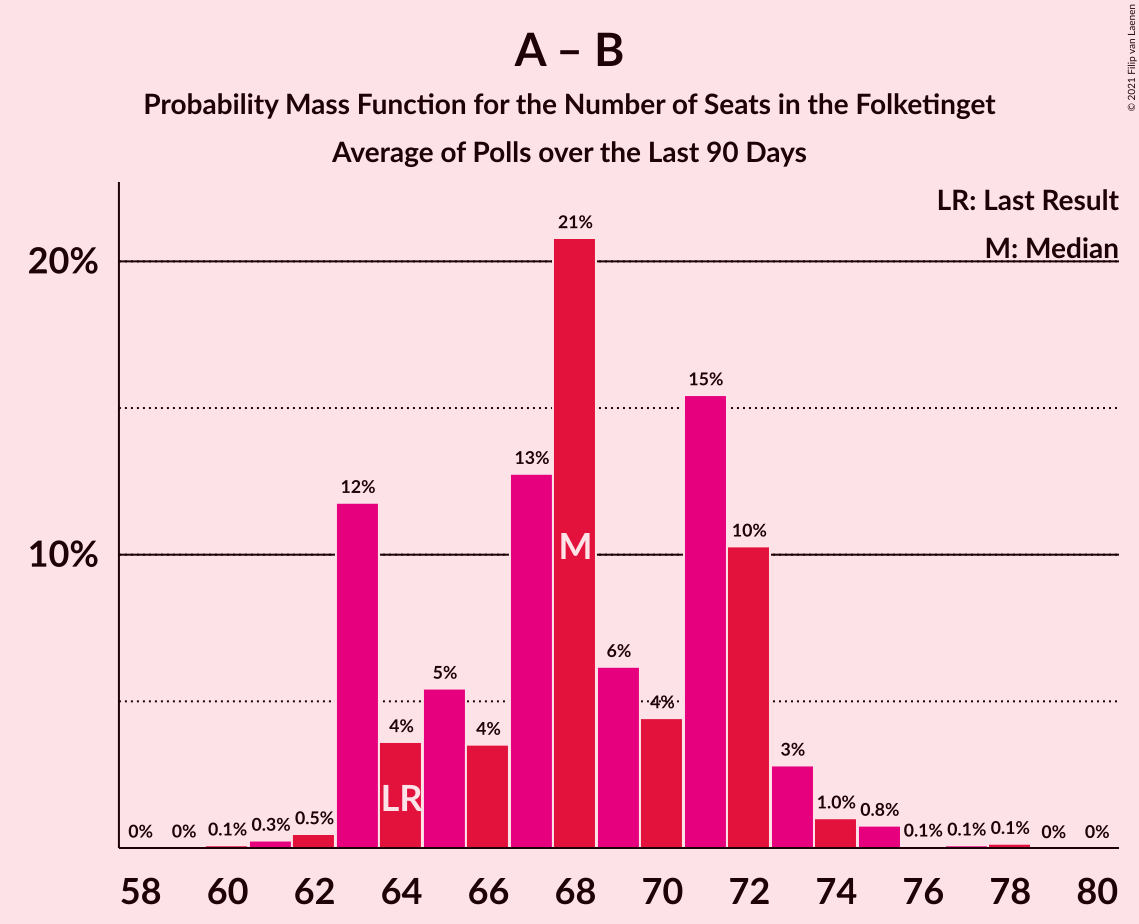 A – B
Probability Mass Function for the Number of Seats in the Folketinget
Average of Polls over the Last 90 Days
© 2021 Filip van Laenen
LR: Last Result
M: Median
20%
10%
0%
0%
0.1%
0.3%
0.5%
12%
4%
5%
4%
13%
21%
6%
4%
15%
10%
3%
1.0%
0.8%
0.1%
0.1%
0.1%
0%
0%
LR
M
58 60 62 64 66 68 70 72 74 76 78 80